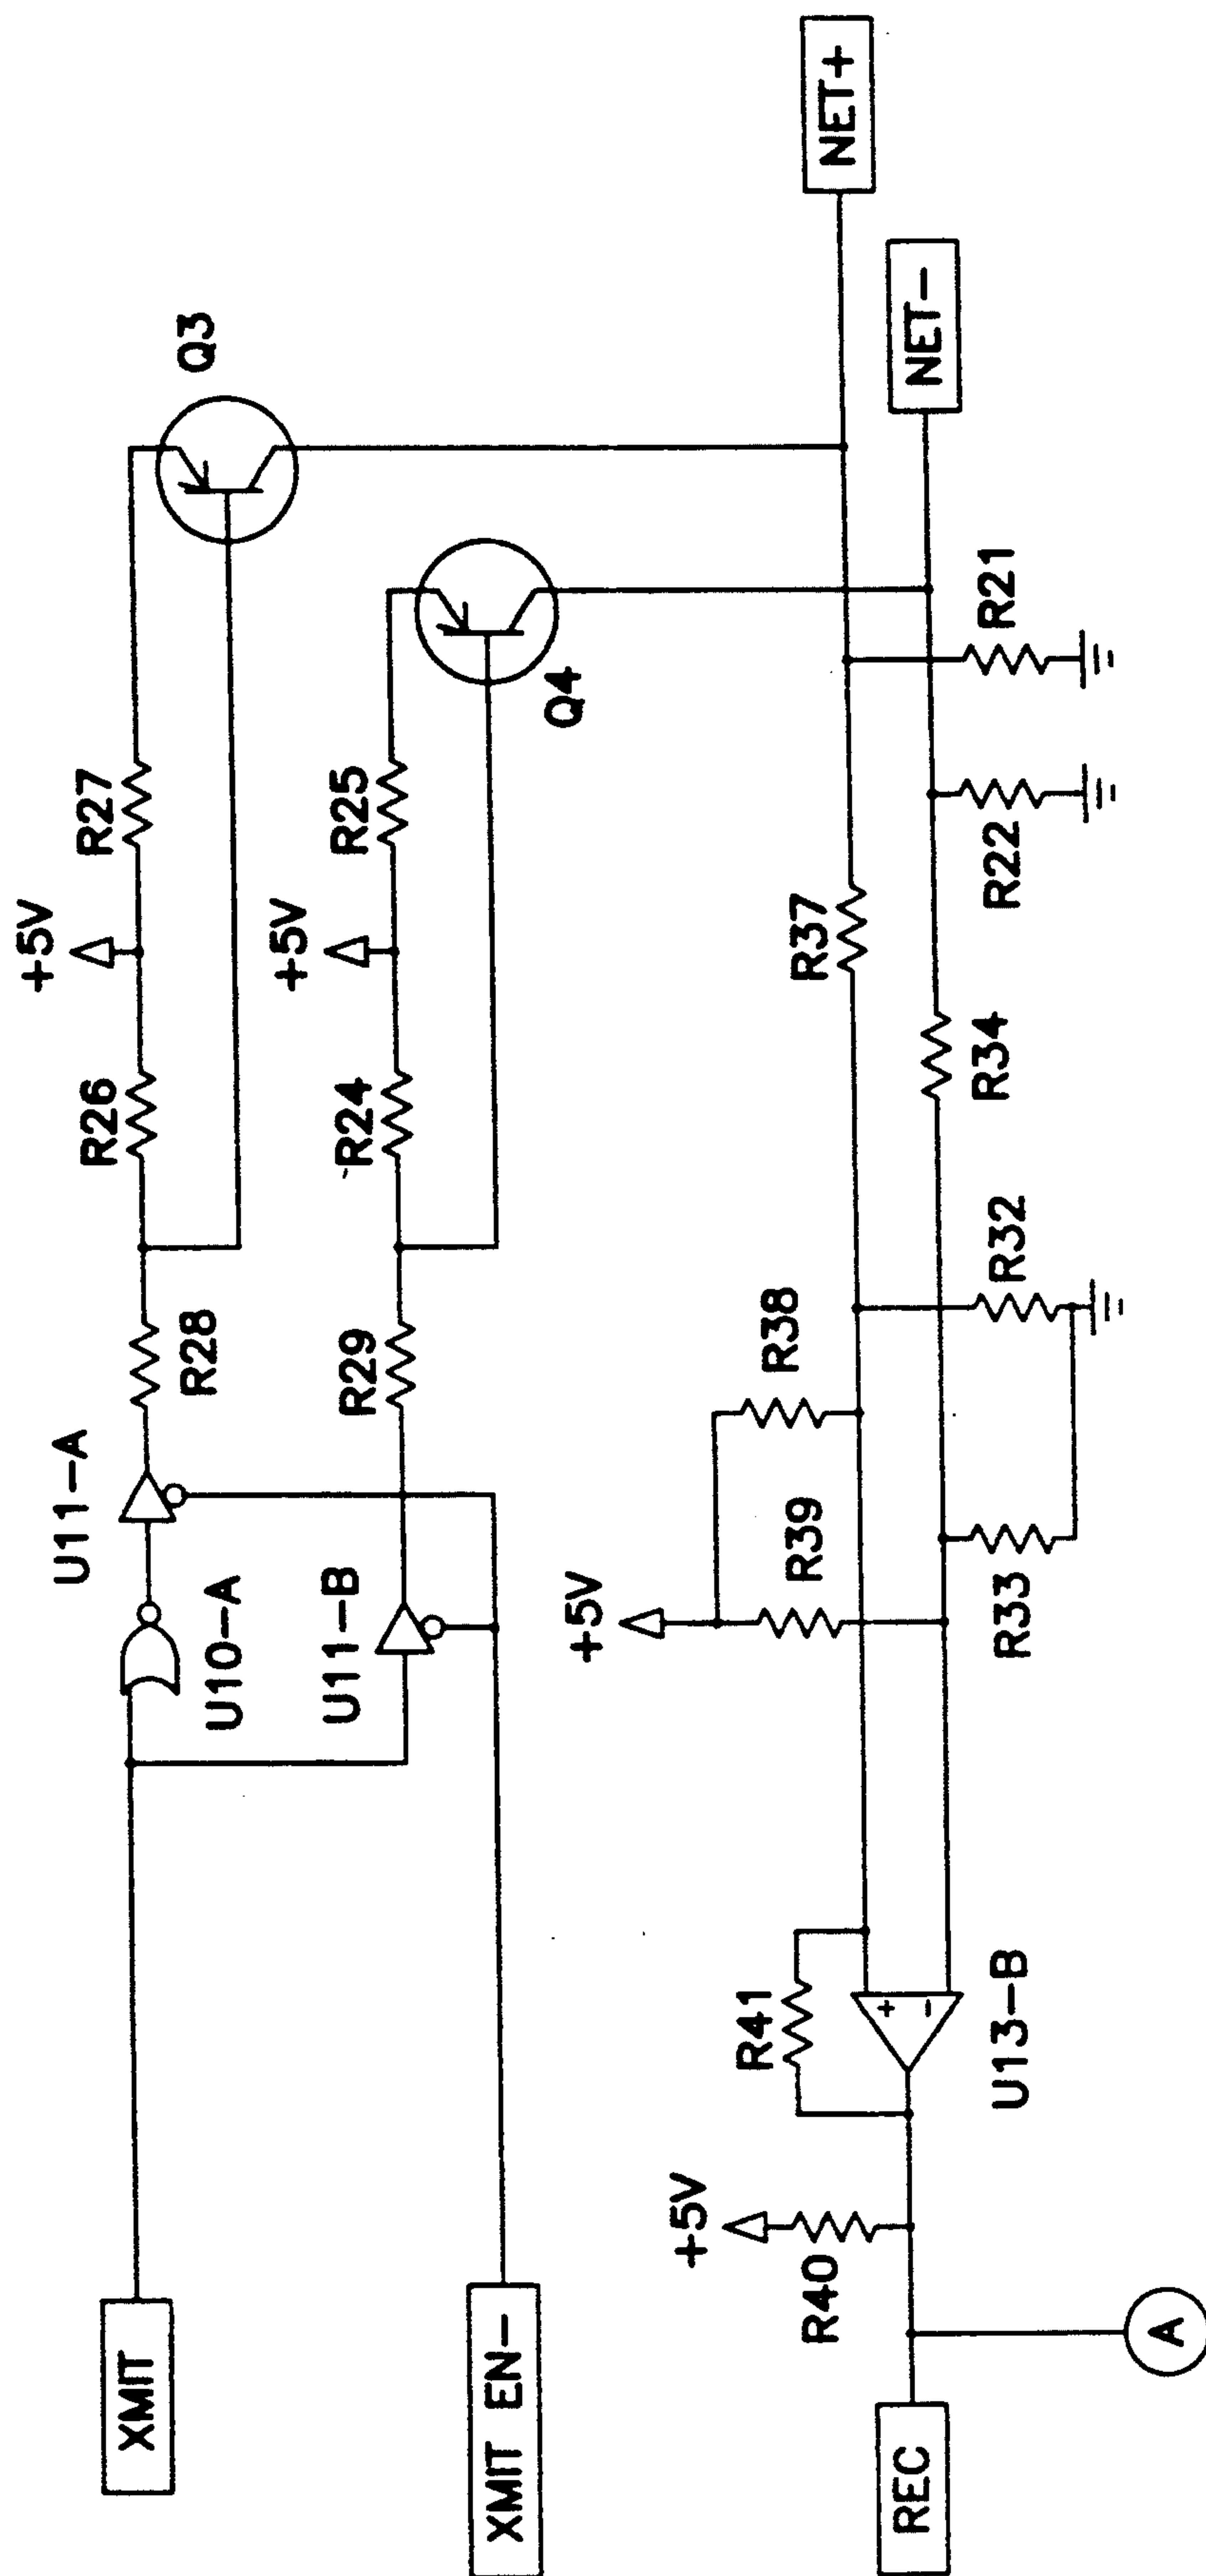 +5V
R26
R27
Q3
U11-A
R28
U10-A
+5V
R24
R25
XMIT
U11-B
R29
Q4
XMIT EN-
NET+
+5V
R39
R38
R37
NET-
+5V
R41
+
-
R34
R21
R40
U13-B
R33
R32
R22
REC
A